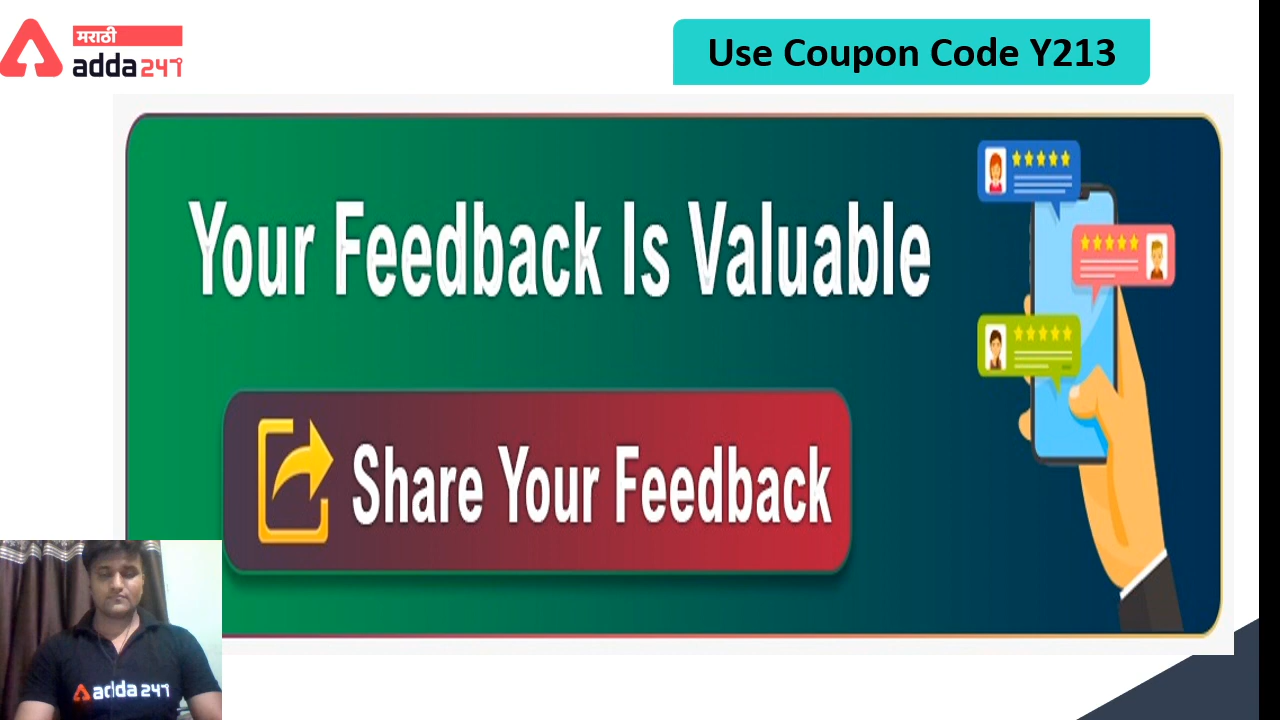 मराठी
adda247
Use Coupon Code Y213
Your Feedback Is Valuable
Share Your Feedback
adda247